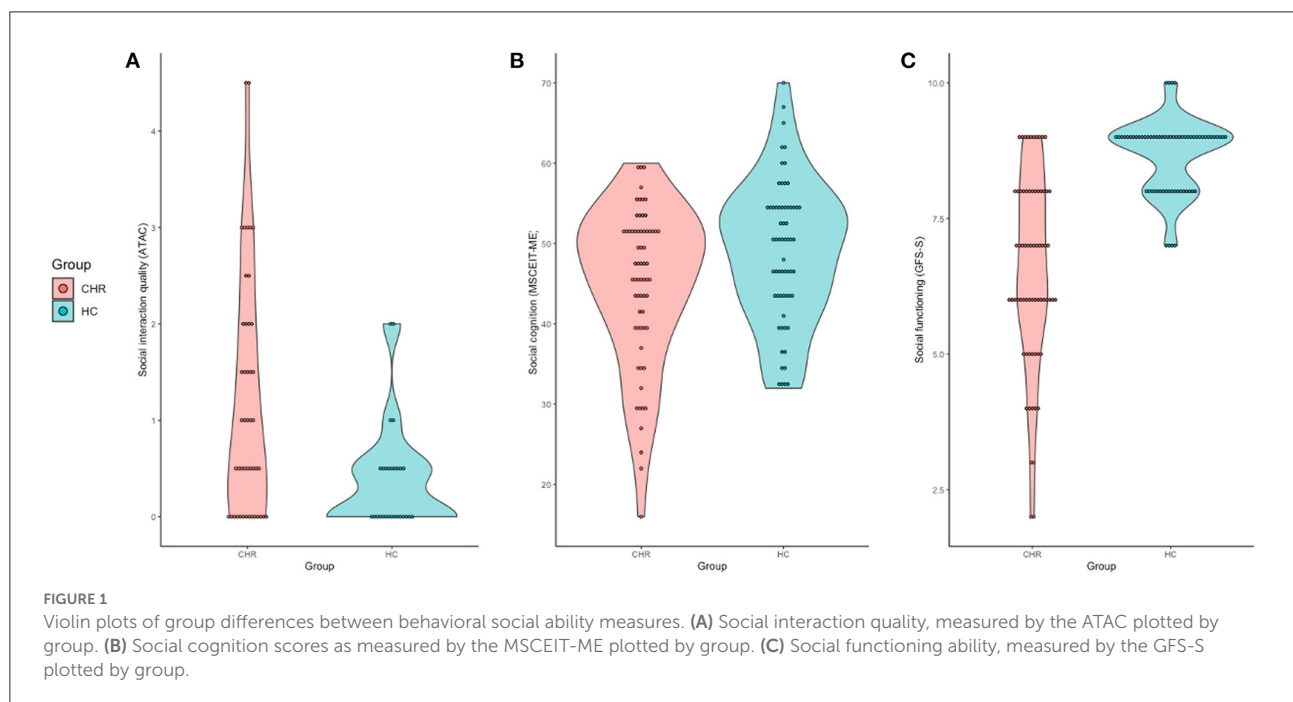 A
B
C
Social interaction quality (ATAC)
4
3
2
1
0
CHR
HC
Group
Group
CHR
HC
Social cognition (MSCEIT-ME;
70
60
50
40
30
20
CHR
HC
Group
Social functioning (GFS-S)
10.0
7.5
5.0
2.5
CHR
HC
Group
FIGURE 1
Violin plots of group differences between behavioral social ability measures. (A) Social interaction quality, measured by the ATAC plotted by
group. (B) Social cognition scores as measured by the MSCEIT-ME plotted by group. (C) Social functioning ability, measured by the GFS-S
plotted by group.